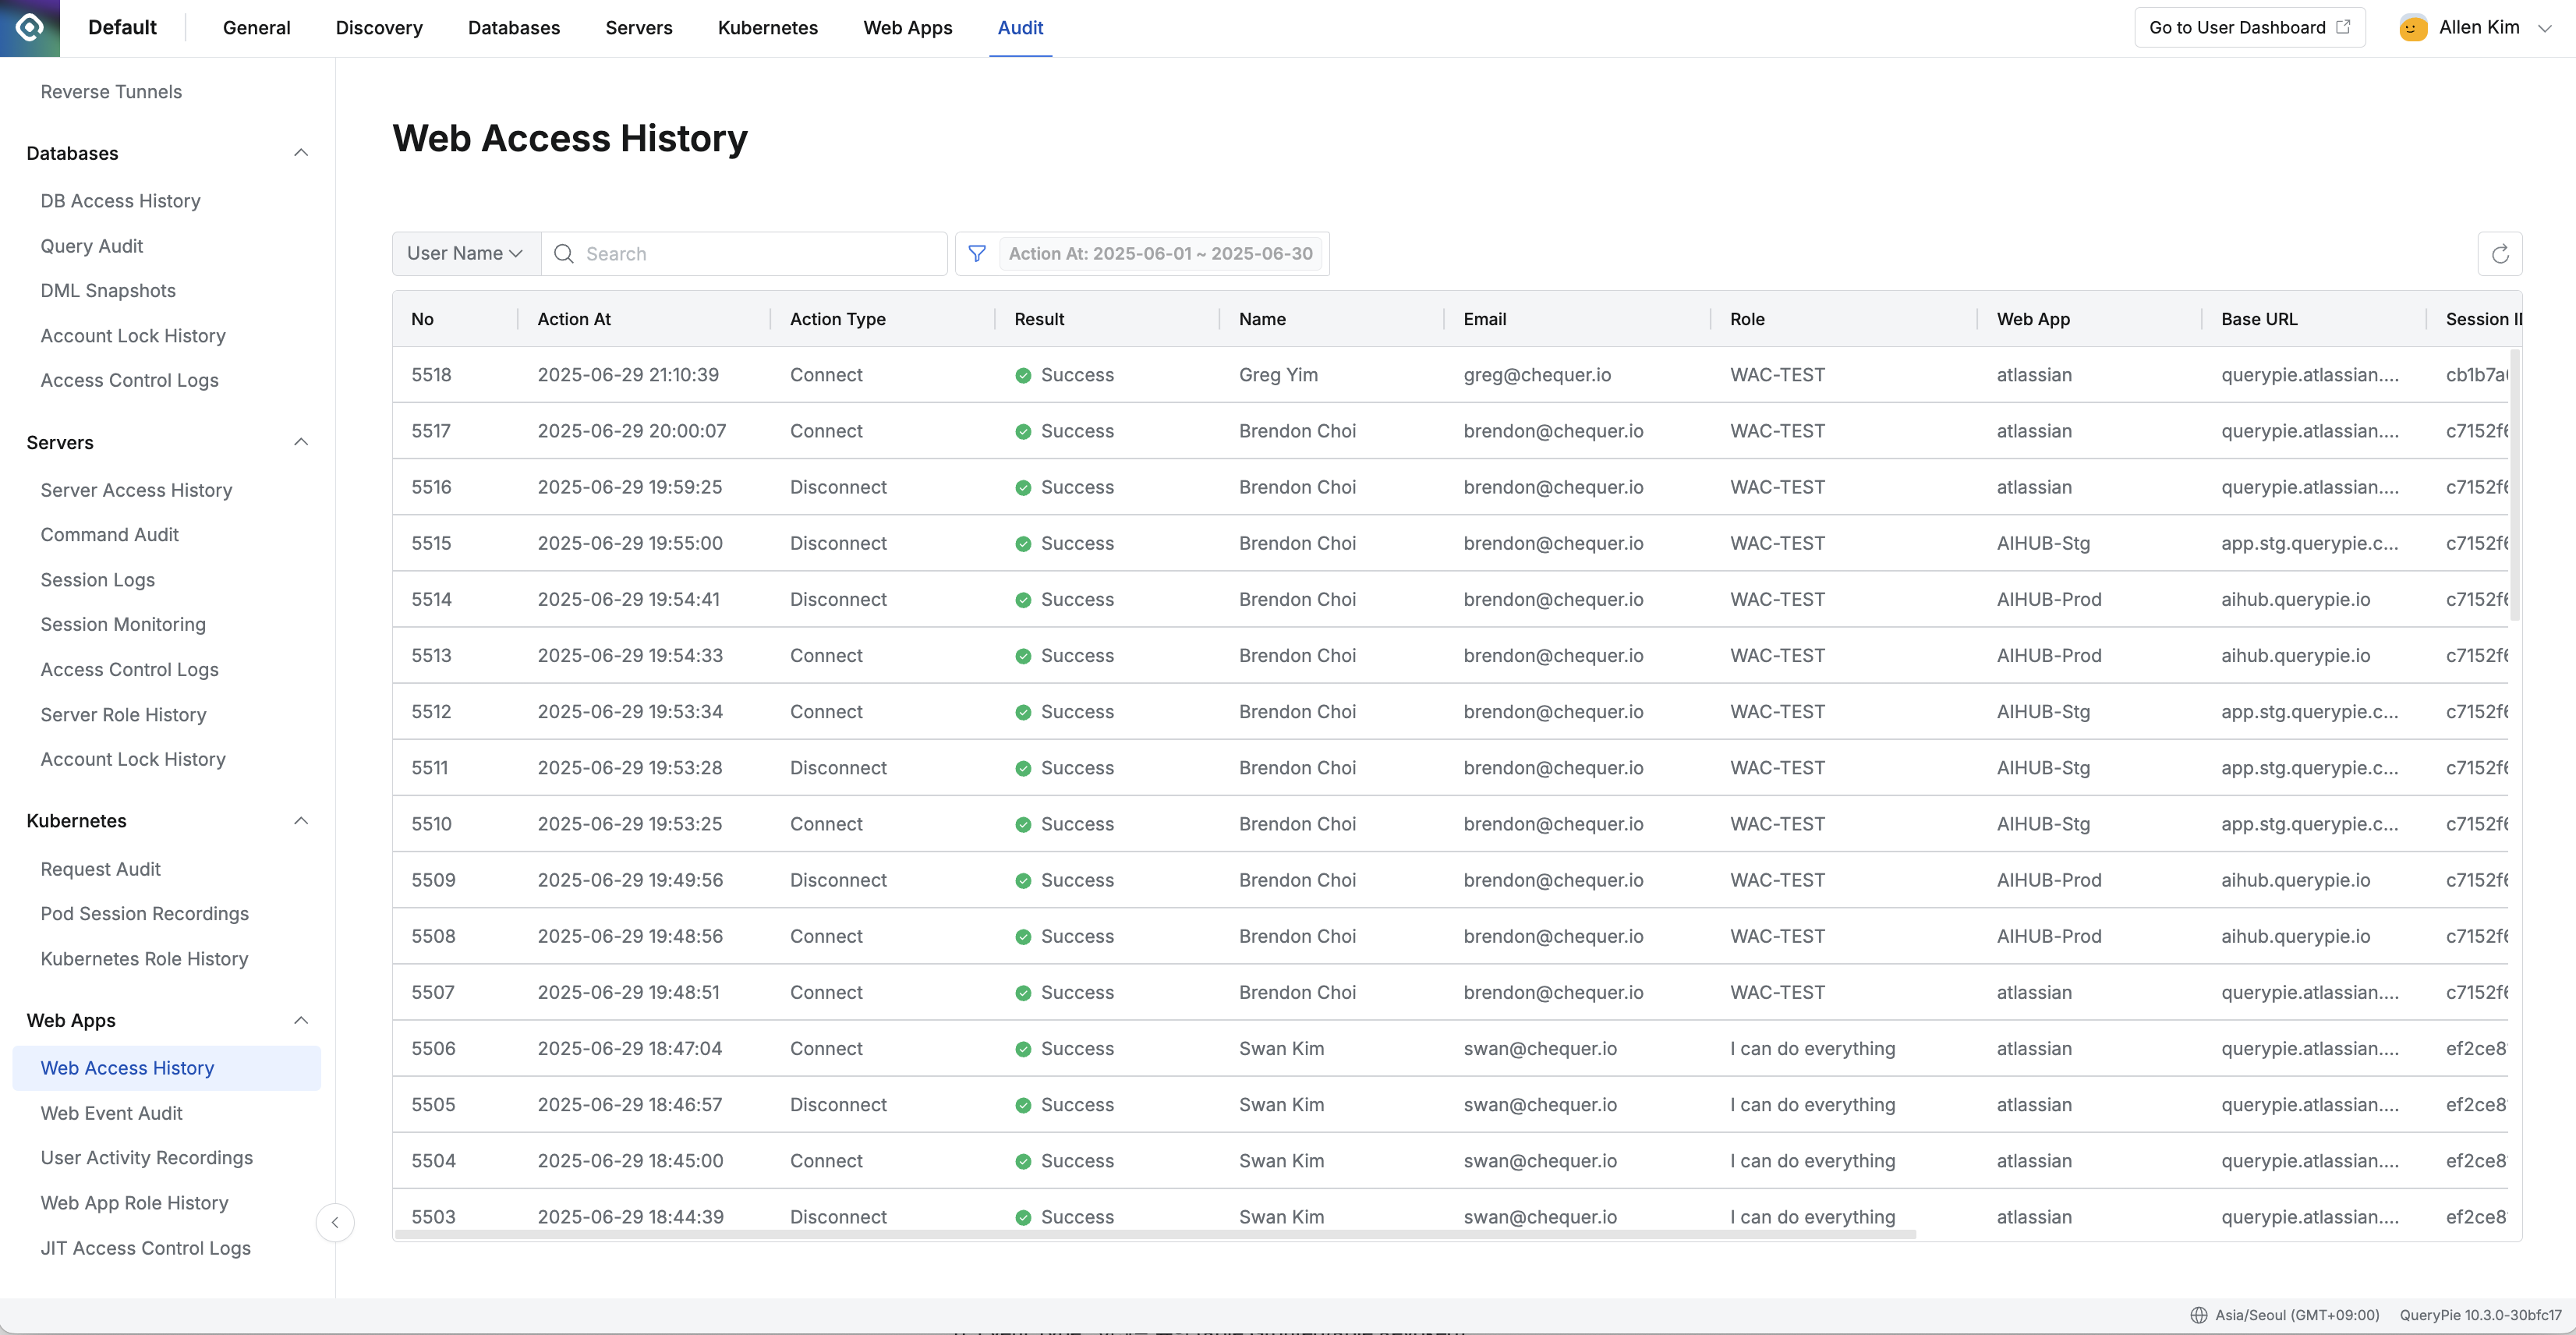 Default General Discovery Databases Servers Kubernetes Web Apps Audit Go to User Dashboard Allen Kim
Reverse Tunnels
Databases
DB Access History
Query Audit
DML Snapshots
Account Lock History
Access Control Logs
Servers
Server Access History
Command Audit
Session Logs
Session Monitoring
Access Control Logs
Server Role History
Account Lock History
Kubernetes
Request Audit
Pod Session Recordings
Kubernetes Role History
Web Apps
Web Access History
Web Event Audit
User Activity Recordings
Web App Role History
JIT Access Control Logs
Web Access History
User Name Search Action At: 2025-06-01 ~ 2025-06-30
No Action At Action Type Result Name Email Role Web App Base URL Session
5518 2025-06-29 21:10:39 Connect Success Greg Yim greg@chequer.io WAC-TEST atlassian querypie.atlassian.... cb1b7a
5517 2025-06-29 20:00:07 Connect Success Brendon Choi brendon@chequer.io WAC-TEST atlassian querypie.atlassian.... c7152f
5516 2025-06-29 19:59:25 Disconnect Success Brendon Choi brendon@chequer.io WAC-TEST atlassian querypie.atlassian.... c7152f
5515 2025-06-29 19:55:00 Disconnect Success Brendon Choi brendon@chequer.io WAC-TEST AIHUB-Stg app.stg.querypie.c... c7152f
5514 2025-06-29 19:54:41 Disconnect Success Brendon Choi brendon@chequer.io WAC-TEST AIHUB-Prod aihub.querypie.io c7152f
5513 2025-06-29 19:54:33 Connect Success Brendon Choi brendon@chequer.io WAC-TEST AIHUB-Prod aihub.querypie.io c7152f
5512 2025-06-29 19:53:34 Connect Success Brendon Choi brendon@chequer.io WAC-TEST AIHUB-Stg app.stg.querypie.c... c7152f
5511 2025-06-29 19:53:28 Disconnect Success Brendon Choi brendon@chequer.io WAC-TEST AIHUB-Stg app.stg.querypie.c... c7152f
5510 2025-06-29 19:53:25 Connect Success Brendon Choi brendon@chequer.io WAC-TEST AIHUB-Stg app.stg.querypie.c... c7152f
5509 2025-06-29 19:49:56 Disconnect Success Brendon Choi brendon@chequer.io WAC-TEST AIHUB-Prod aihub.querypie.io c7152f
5508 2025-06-29 19:48:56 Connect Success Brendon Choi brendon@chequer.io WAC-TEST AIHUB-Prod aihub.querypie.io c7152f
5507 2025-06-29 19:48:51 Connect Success Brendon Choi brendon@chequer.io WAC-TEST atlassian querypie.atlassian.... c7152f
5506 2025-06-29 18:47:04 Connect Success Swan Kim swan@chequer.io I can do everything atlassian querypie.atlassian.... ef2ce8
5505 2025-06-29 18:46:57 Disconnect Success Swan Kim swan@chequer.io I can do everything atlassian querypie.atlassian.... ef2ce8
5504 2025-06-29 18:45:00 Connect Success Swan Kim swan@chequer.io I can do everything atlassian querypie.atlassian.... ef2ce8
5503 2025-06-29 18:44:39 Disconnect Success Swan Kim swan@chequer.io I can do everything atlassian querypie.atlassian.... ef2ce8
Asia/Seoul (GMT+09:00) QueryPie 10.3.0-30bfc17